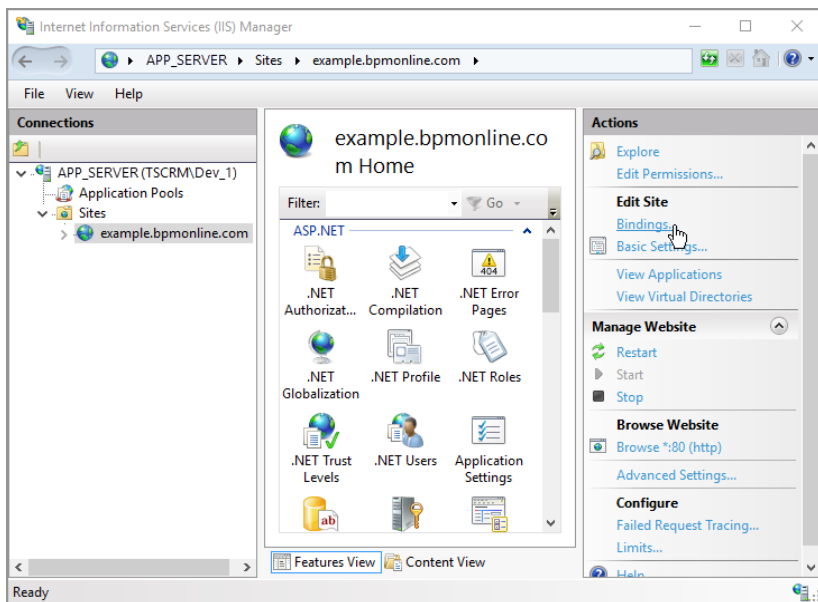 Internet Information Services (IIS) Manager
APP_SERVER Sites example.bpmonline.com
File View Help
Connections
APP_SERVER (TSCRM\Dev_1)
Application Pools
Sites
example.bpmonline.com
example.bpmonline.co
m Home
Filter: Go
ASP.NET
.NET Authorizat...
.NET Compilation
.NET Error Pages
404
.NET Globalization
.NET Profile
.NET Roles
.NET Trust Levels
.NET Users
Application Settings
ab
Features View Content View
Actions
Explore
Edit Permissions...
Edit Site
Bindings...
Basic Settings...
View Applications
View Virtual Directories
Manage Website
Restart
Start
Stop
Browse Website
Browse *:80 (http)
Advanced Settings...
Configure
Failed Request Tracing...
Limits...
Help
Ready